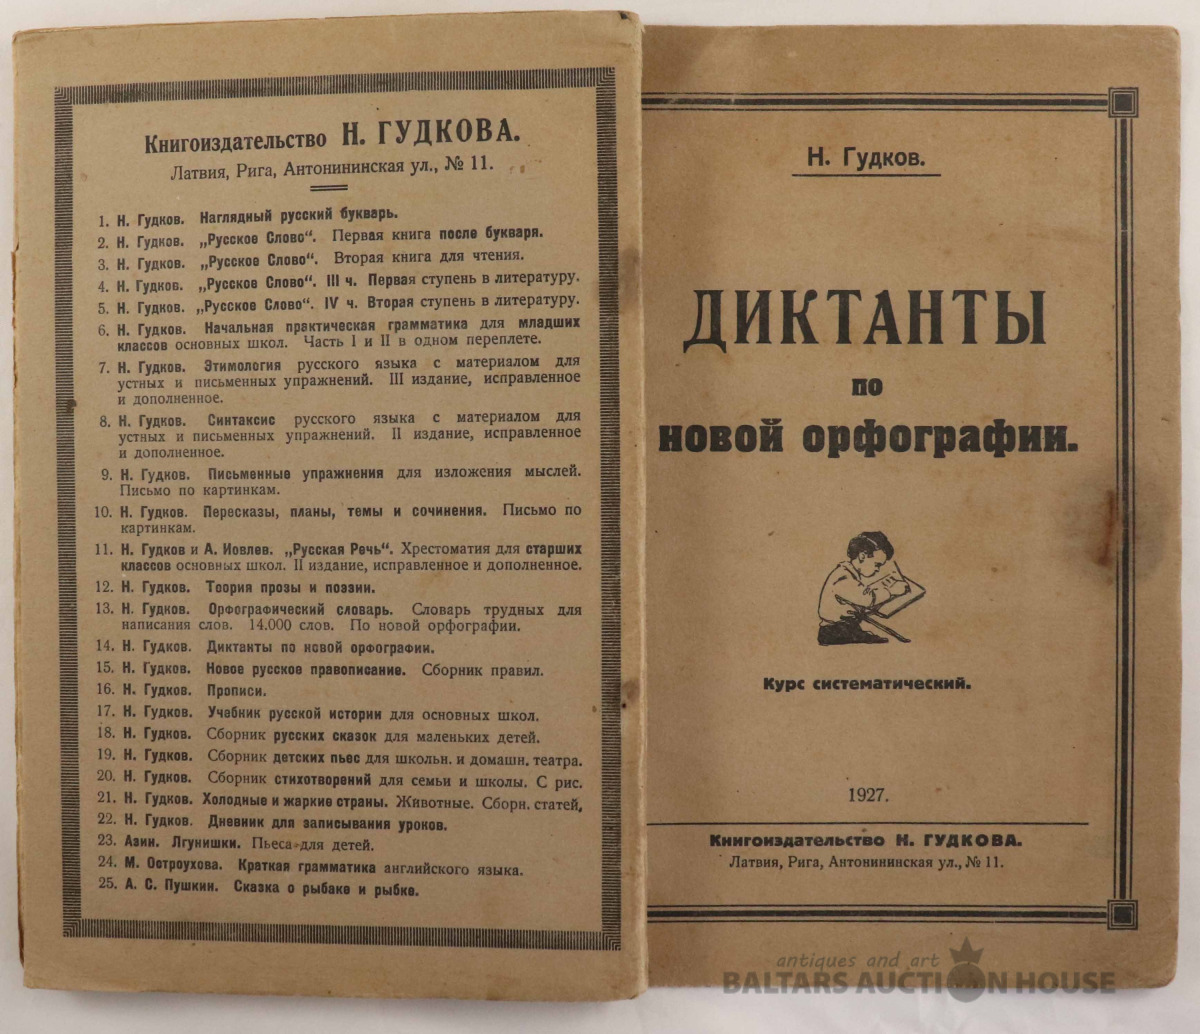 Книгоиздательство Н. ГУДКОВА.
Латвия, Рига, Антонининская ул., № 11.
1. Н. Гудков. Наглядный русский букварь.
2. Н. Гудков. „Русское Слово“. Первая книга после букваря.
3. Н. Гудков. „Русское Слово“. Вторая книга для чтения.
4. Н. Гудков. „Русское Слово“. III ч. Первая ступень в литературу.
5. Н. Гудков. „Русское Слово“. IV ч. Вторая ступень в литературу.
6. Н. Гудков. Начальная практическая грамматика для младших
классов основных школ. Часть I и II в одном переплете.
7. Н. Гудков. Этимология русского языка с материалом для
устных и письменных упражнений. III издание, исправленное
и дополненное.
8. Н. Гудков. Синтаксис русского языка с материалом для
устных и письменных упражнений. II издание, исправленное
и дополненное.
9. Н. Гудков. Письменные упражнения для изложения мыслей.
Письмо по картинкам.
10. Н. Гудков. Пересказы, планы, темы и сочинения. Письмо по
картинкам.
11. Н. Гудков и А. Иовлев. „Русская Речь“. Хрестоматия для старших
классов основных школ. II издание, исправленное и дополненное.
12. Н. Гудков. Теория прозы и поэзии.
13. Н. Гудков. Орфографический словарь. Словарь трудных для
написания слов. 14.000 слов. По новой орфографии.
14. Н. Гудков. Диктанты по новой орфографии.
15. Н. Гудков. Новое русское правописание. Сборник правил.
16. Н. Гудков. Прописи.
17. Н. Гудков. Учебник русской истории для основных школ.
18. Н. Гудков. Сборник русских сказок для маленьких детей.
19. Н. Гудков. Сборник детских пьес для школьн. и домашн. театра.
20. Н. Гудков. Сборник стихотворений для семьи и школы. С рис.
21. Н. Гудков. Холодные и жаркие страны. Животные. Сборн. статей,
22. Н. Гудков. Дневник для записывания уроков.
23. Азин. Лгунишки. Пьеса для детей.
24. М. Остроухова. Краткая грамматика английского языка.
25. А. С. Пушкин. Сказка о рыбаке и рыбке.
Н. Гудков.
ДИКТАНТЫ
по
новой орфографии.
Курс систематический.
1927.
Книгоиздательство Н. ГУДКОВА.
Латвия, Рига, Антонининская ул., № 11.
antiques and art
BALTARS AUCTION HOUSE